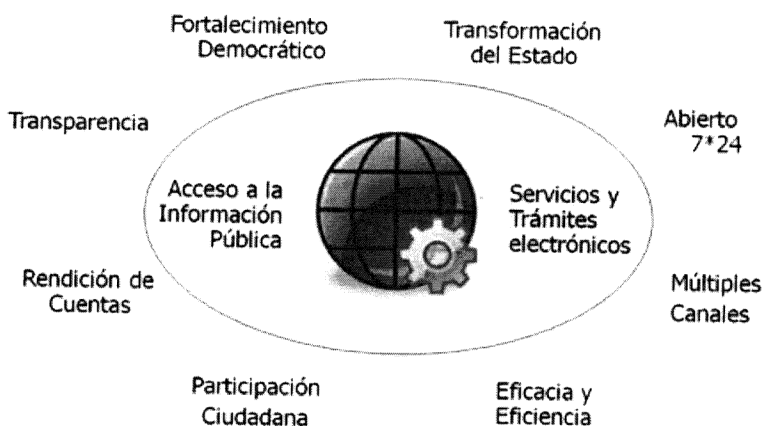 Fortalecimiento
Democrático
Transformación
del Estado
Transparencia
Abierto
7*24
Acceso a la
Información
Pública
Servicios y
Trámites
electrónicos
Rendición de
Cuentas
Múltiples
Canales
Participación
Ciudadana
Eficacia y
Eficiencia